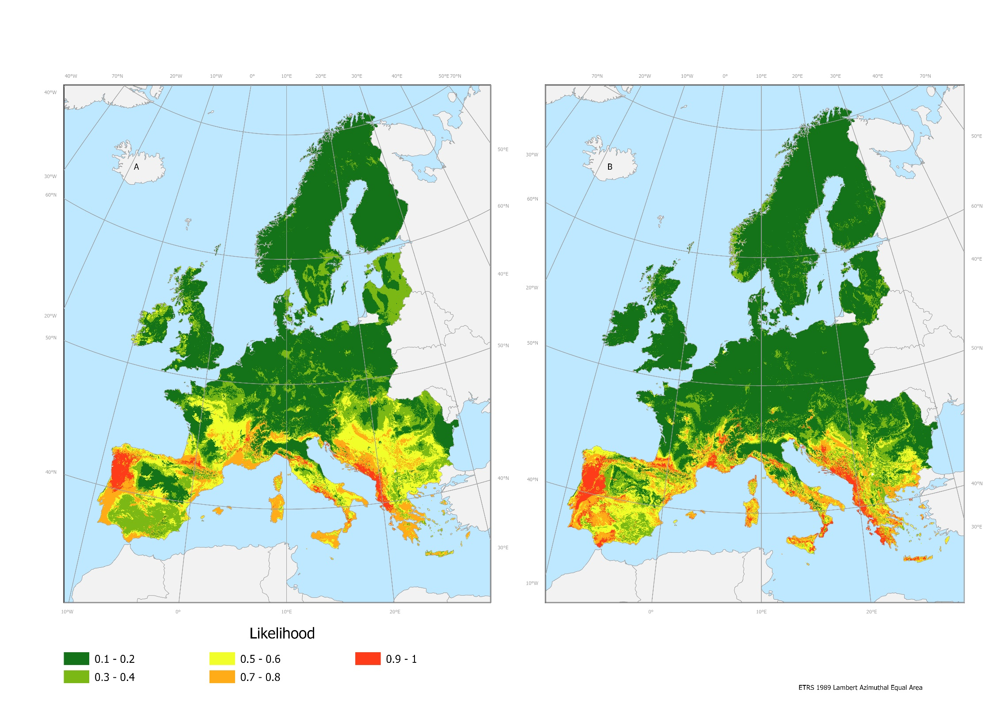 40°W 70°N 20°W 10°W 0° 10°E 20°E 30°E 40°E 50°E 70°N
70°N 20°W 10°W 0° 10°E 20°E 30°E 40°E 70°N
40°W
50°E
50°E
30°W
A
B
30°W
60°N
60°N
60°N
60°N
40°E
40°E
20°W
20°W
50°N
50°N
50°N
50°N
40°N
40°N
40°N
40°N
30°E
30°E
10°W
10°W 0° 10°E 20°E
0° 10°E 20°E
Likelihood
0.1 - 0.2
0.5 - 0.6
0.9 - 1
0.3 - 0.4
0.7 - 0.8
ETRS 1989 Lambert Azimuthal Equal Area